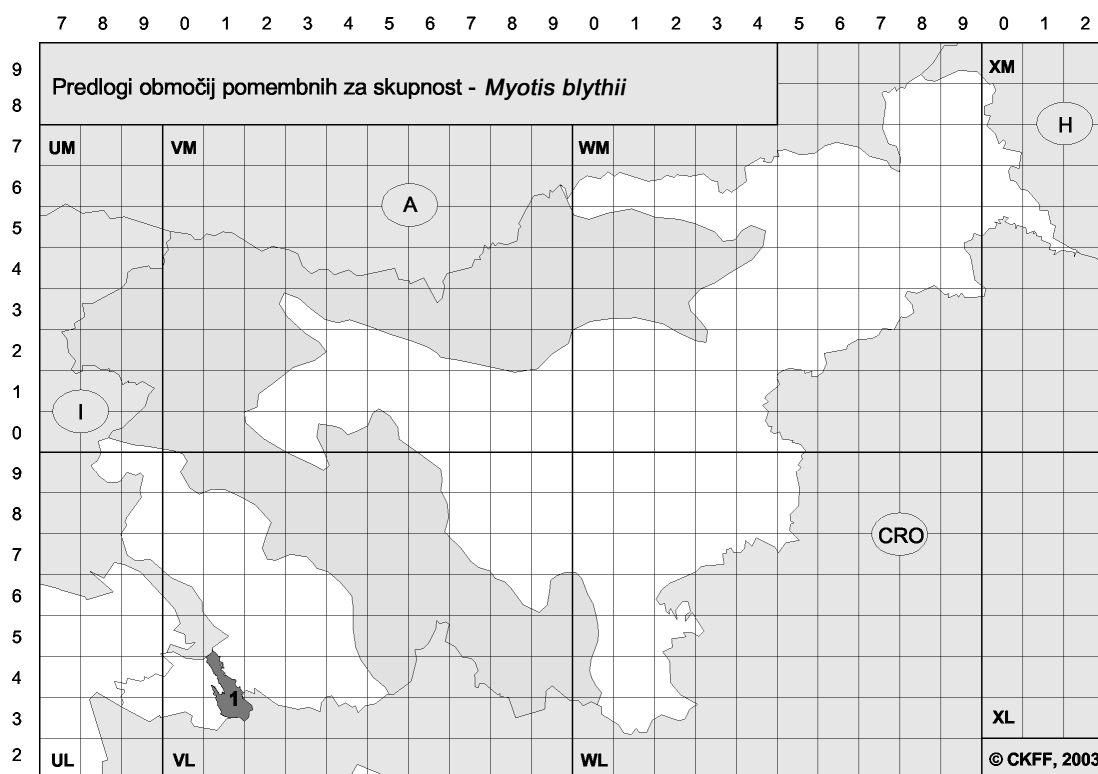 7 8 9 0 1 2 3 4 5 6 7 8 9 0 1 2 3 4 5 6 7 8 9 0 1 2
9 XM
Predlogi območij pomembnih za skupnost - Myotis blythii
8 H
7 UM VM WM
6 A
5
4
3
2
1 I
0
9
8 CRO
7
6
5
4 1
3 XL
2 UL VL WL © CKFF, 2003